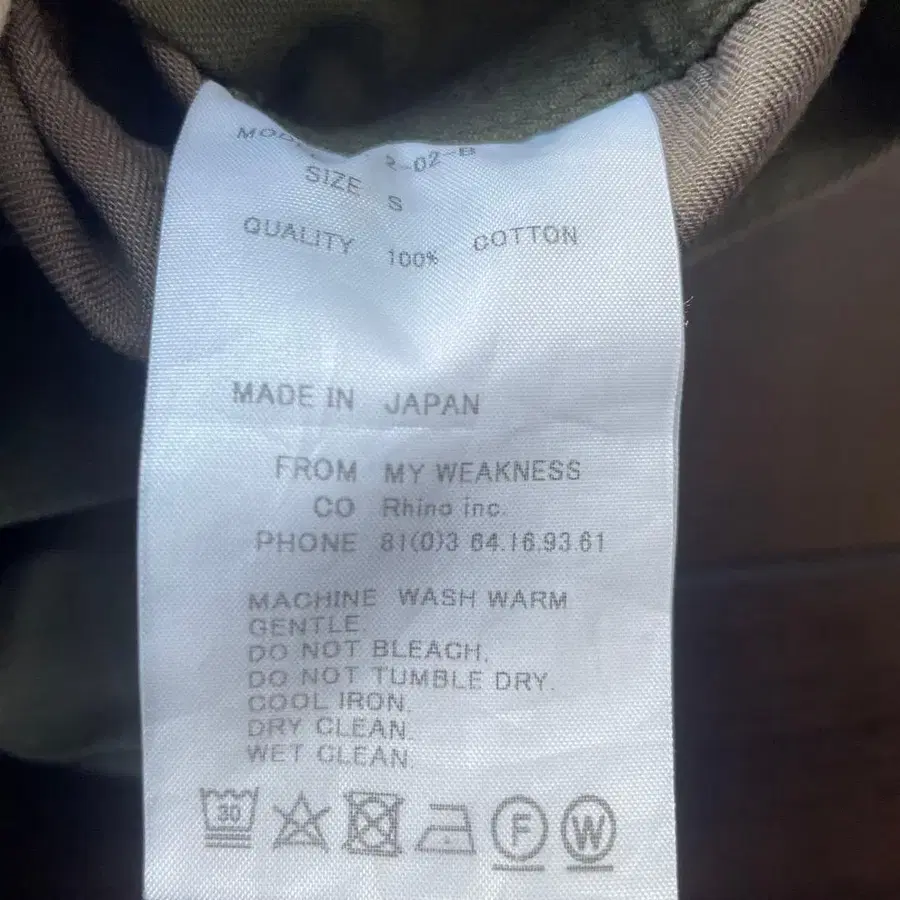 2-02-B
SIZE S
QUALITY 100% COTTON
MADE IN JAPAN
FROM MY WEAKNESS
CO Rhino inc.
PHONE 81(0)3 64.16.93.61
MACHINE WASH WARM
GENTLE
DO NOT BLEACH.
DO NOT TUMBLE DRY.
COOL IRON.
DRY CLEAN.
WET CLEAN.
30 F W